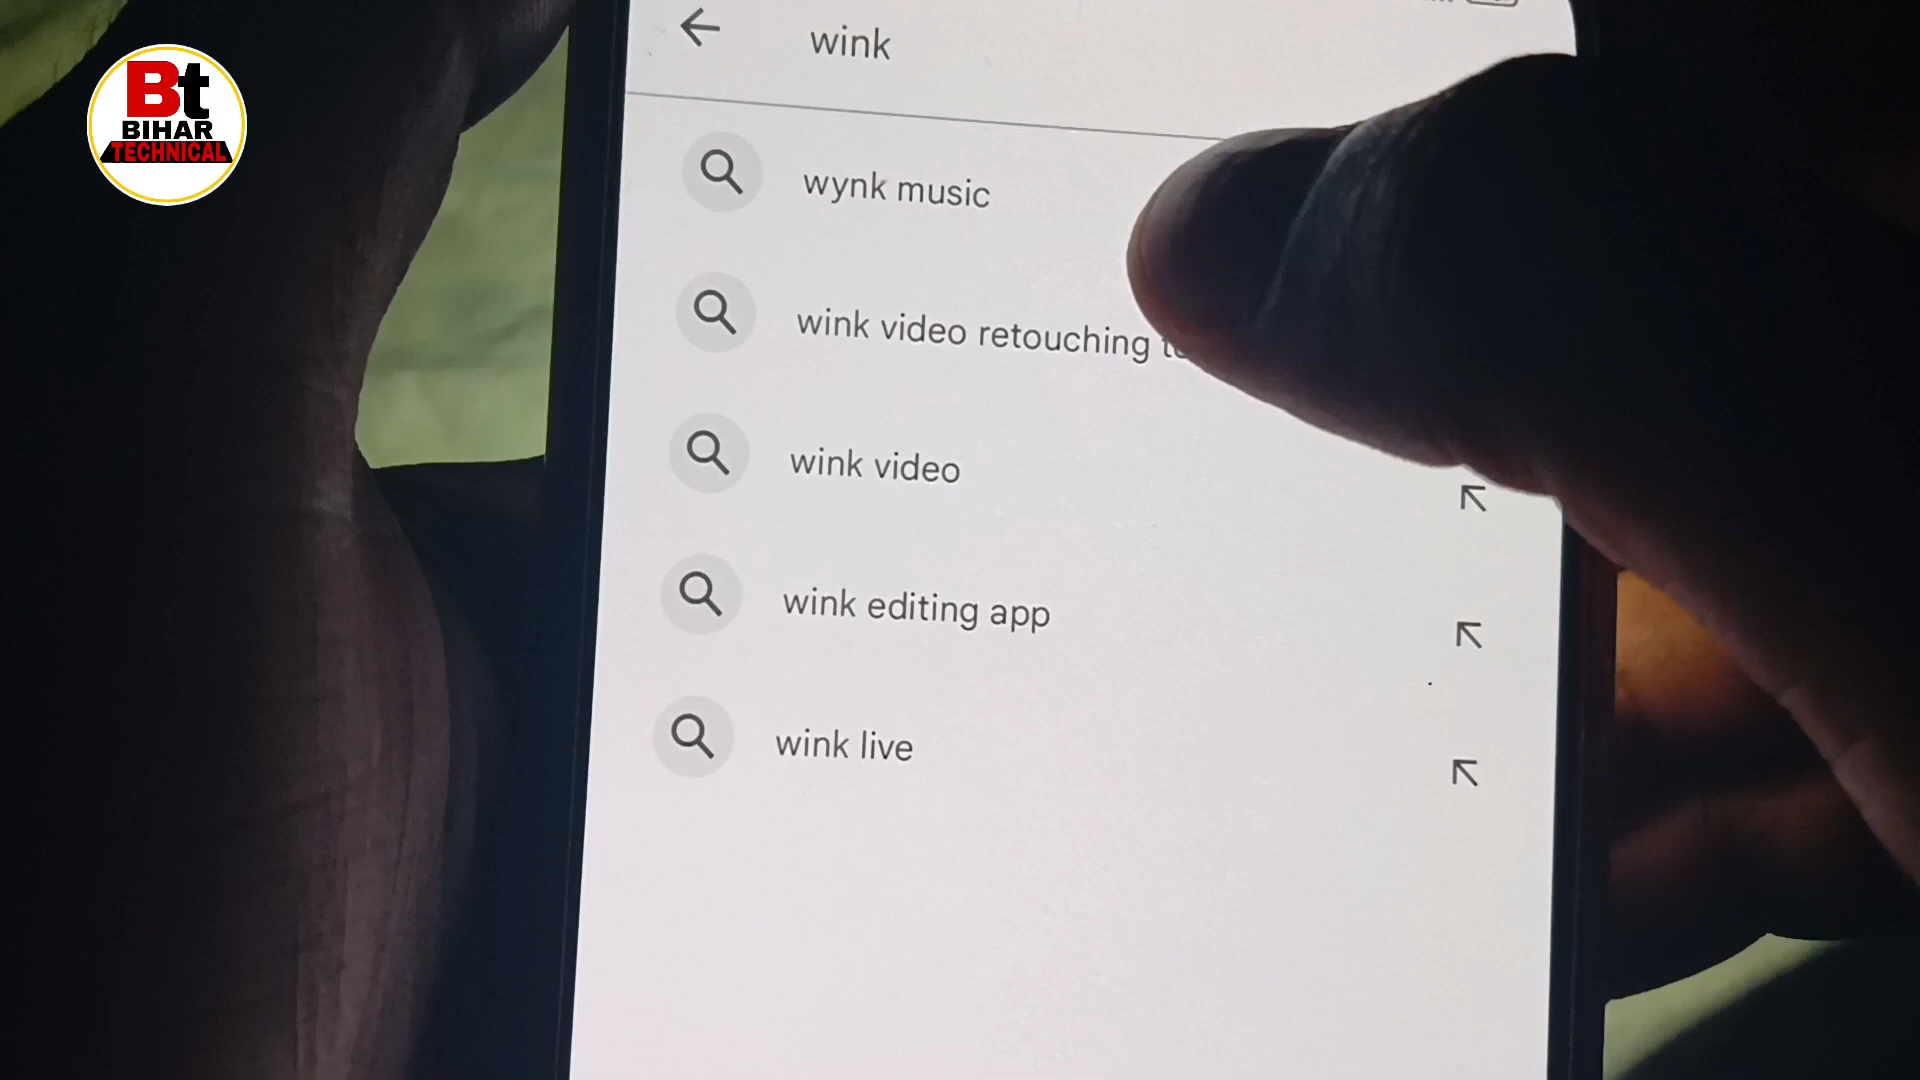 Bt
BIHAR
TECHNICAL
wink
wynk music
wink video retouching
wink video
wink editing app
wink live